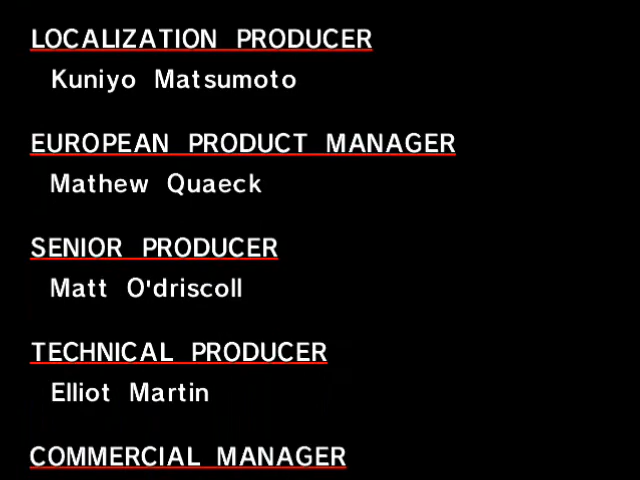 LOCALIZATION PRODUCER
Kuniyo Matsumoto
EUROPEAN PRODUCT MANAGER
Mathew Quaeck
SENIOR PRODUCER
Matt O'driscoll
TECHNICAL PRODUCER
Elliot Martin
COMMERCIAL MANAGER